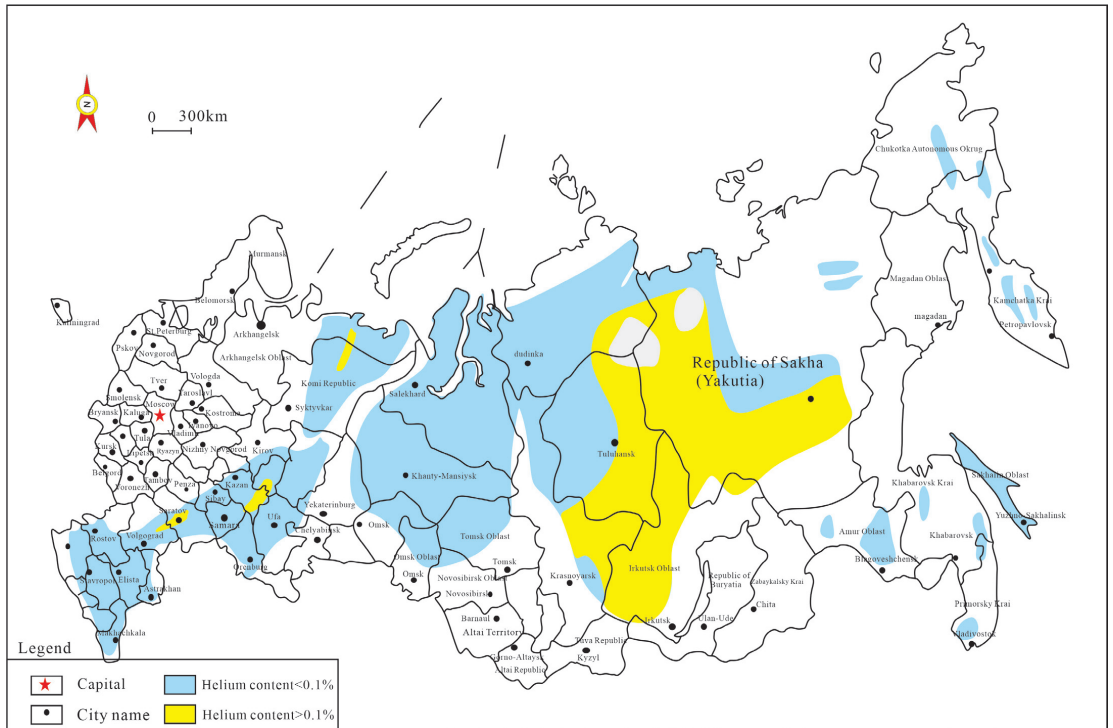 N
0 300km
Chukotka Autonomous Okrug
Murmansk
Magadan Oblast
Belomorsk
Kamchatka Krai
Kaliningrad
magadan
St Peterburg
Arkhangelsk
Petropavlovsk
Pskov
Novgorod
Arkhangelsk Oblast
dudinka
Republic of Sakha
(Yakutia)
Tver
Vologda
Komi Republic
Salekhard
Smolensk
Yaroslavl
Moscow
Kostroma
Syktyvkar
Bryansk
Kaluga
Ivanovo
Tula
Vladimir
Kursk
Lipetsk
Ryazyn
Nizhny Novgorod
Kirov
Tuluhansk
Belgord
Voronezh
Tambov
Penza
Kazan
Khanty-Mansiysk
Sakhalin Oblast
Sibay
Khabarovsk Krai
Saratov
Samara
Ufa
Yekaterinburg
Yuzhno Sakhalinsk
Rostov
Volgograd
Chelyabinsk
Omsk
Tomsk Oblast
Amur Oblast
Khabarovsk
Omsk Oblast
Tomsk
Blagoveshchensk
Stavropol
Elista
Orenburg
Omsk
Novosibirsk Oblast
Krasnoyarsk
Irkutsk Oblast
Republic of
Buryatia
Zabaykalsky Krai
Astrakhan
Novosibirsk
Chita
Primorsky Krai
Barnaul
Altai Territory
Irkutsk
Ulan-Ude
Makhachkala
Tuva Republic
Vladivostok
Gorno-Altaysk
Kyzyl
Altai Republic
Legend
Capital
Helium content<0.1%
City name
Helium content>0.1%